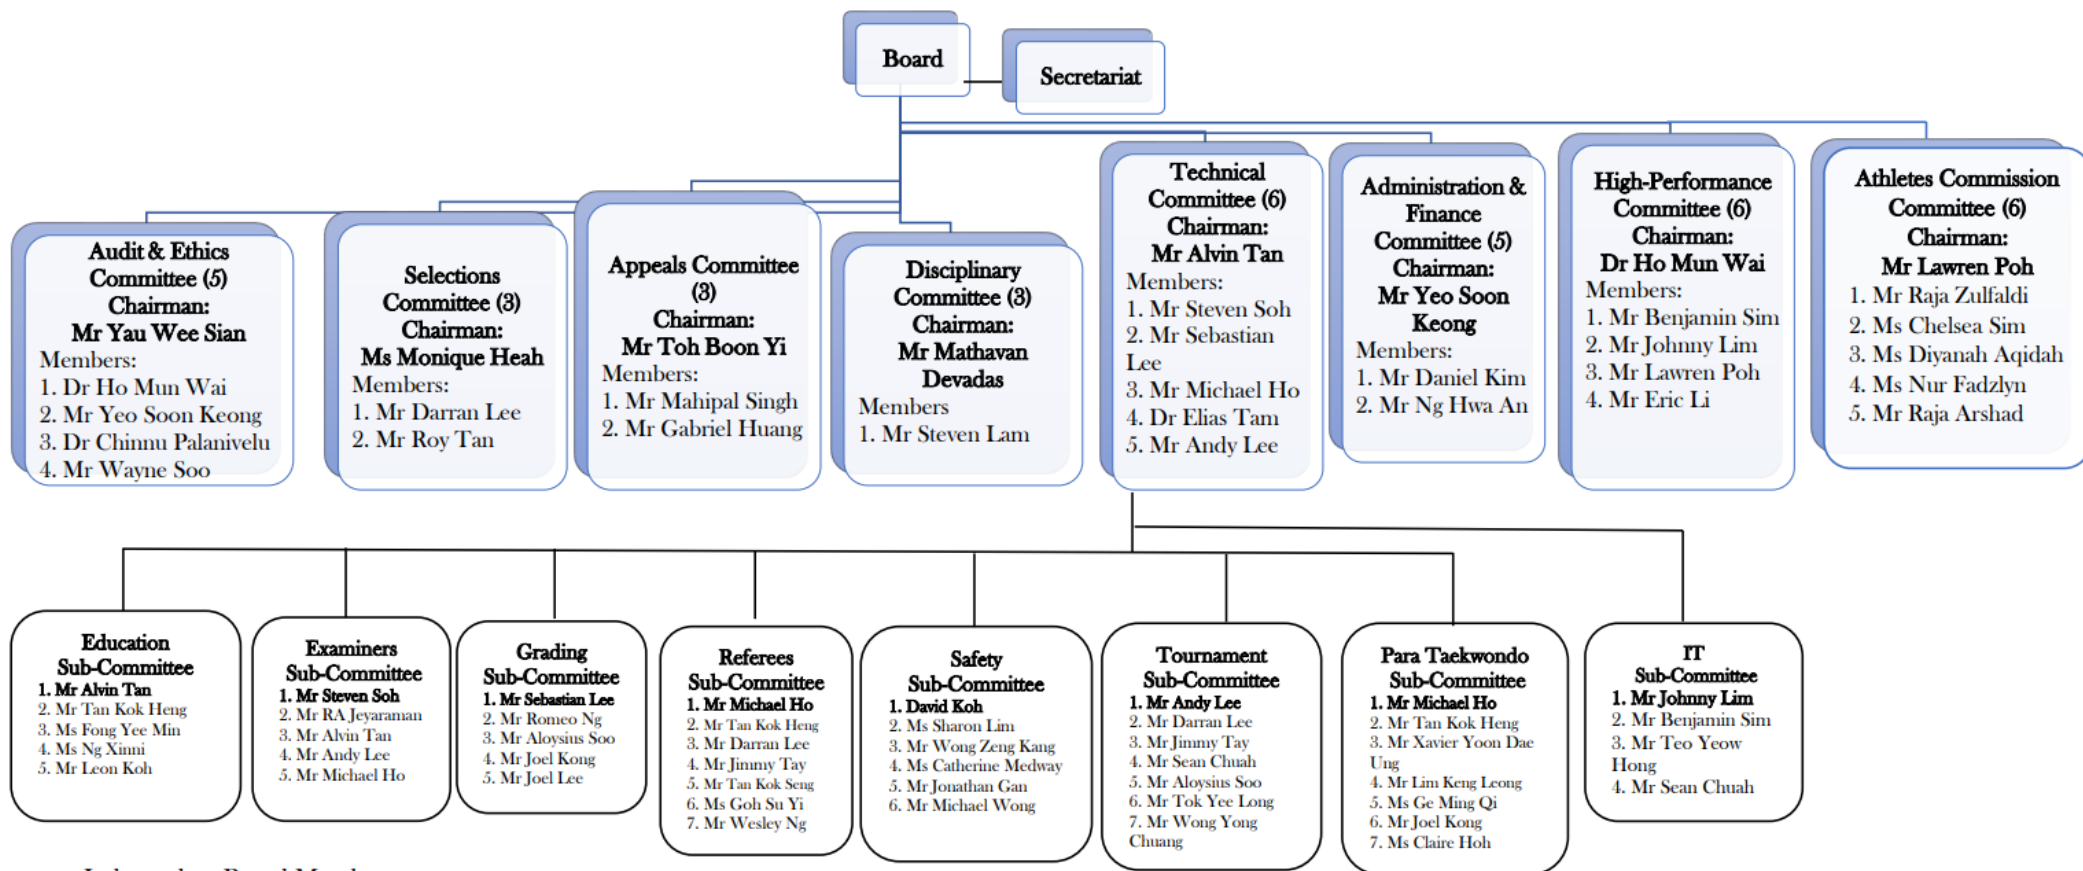 Board
Secretariat
Audit & Ethics
Committee (5)
Chairman:
Mr Yau Wee Sian
Members:
1. Dr Ho Mun Wai
2. Mr Yeo Soon Keong
3. Dr Chinnu Palanivelu
4. Mr Wayne Soo
Selections
Committee (3)
Chairman:
Ms Monique Heah
Members:
1. Mr Darran Lee
2. Mr Roy Tan
Appeals Committee
(3)
Chairman:
Mr Toh Boon Yi
Members:
1. Mr Mahipal Singh
2. Mr Gabriel Huang
Disciplinary
Committee (3)
Chairman:
Mr Mathavan
Devadas
Members
1. Mr Steven Lam
Technical
Committee (6)
Chairman:
Mr Alvin Tan
Members:
1. Mr Steven Soh
2. Mr Sebastian
Lee
3. Mr Michael Ho
4. Dr Elias Tam
5. Mr Andy Lee
Administration &
Finance
Committee (5)
Chairman:
Mr Yeo Soon
Keong
Members:
1. Mr Daniel Kim
2. Mr Ng Hwa An
High-Performance
Committee (6)
Chairman:
Dr Ho Mun Wai
Members:
1. Mr Benjamin Sim
2. Mr Johnny Lim
3. Mr Lawren Poh
4. Mr Eric Li
Athletes Commission
Committee (6)
Chairman:
Mr Lawren Poh
1. Mr Raja Zulfaldi
2. Ms Chelsea Sim
3. Ms Diyanah Aqidah
4. Ms Nur Fadzlyn
5. Mr Raja Arshad
Education
Sub-Committee
1. Mr Alvin Tan
2. Mr Tan Kok Heng
3. Ms Fong Yee Min
4. Ms Ng Xinni
5. Mr Leon Koh
Examiners
Sub-Committee
1. Mr Steven Soh
2. Mr RA Jeyaraman
3. Mr Alvin Tan
4. Mr Andy Lee
5. Mr Michael Ho
Grading
Sub-Committee
1. Mr Sebastian Lee
2. Mr Romeo Ng
3. Mr Aloysius Soo
4. Mr Joel Kong
5. Mr Joel Lee
Referees
Sub-Committee
1. Mr Michael Ho
2. Mr Tan Kok Heng
3. Mr Darran Lee
4. Mr Jimmy Tay
5. Mr Tan Kok Seng
6. Ms Goh Su Yi
7. Mr Wesley Ng
Safety
Sub-Committee
1. David Koh
2. Ms Sharon Lim
3. Mr Wong Zeng Kang
4. Ms Catherine Medway
5. Mr Jonathan Gan
6. Mr Michael Wong
Tournament
Sub-Committee
1. Mr Andy Lee
2. Mr Darran Lee
3. Mr Jimmy Tay
4. Mr Sean Chuah
5. Mr Aloysius Soo
6. Mr Tok Yee Long
7. Mr Wong Yong
Chuang
Para Taekwondo
Sub-Committee
1. Mr Michael Ho
2. Mr Tan Kok Heng
3. Mr Xavier Yoon Dae
Ung
4. Mr Lim Keng Leong
5. Ms Ge Ming Qi
6. Mr Joel Kong
7. Ms Claire Hoh
IT
Sub-Committee
1. Mr Johnny Lim
2. Mr Benjamin Sim
3. Mr Teo Yeow
Hong
4. Mr Sean Chuah